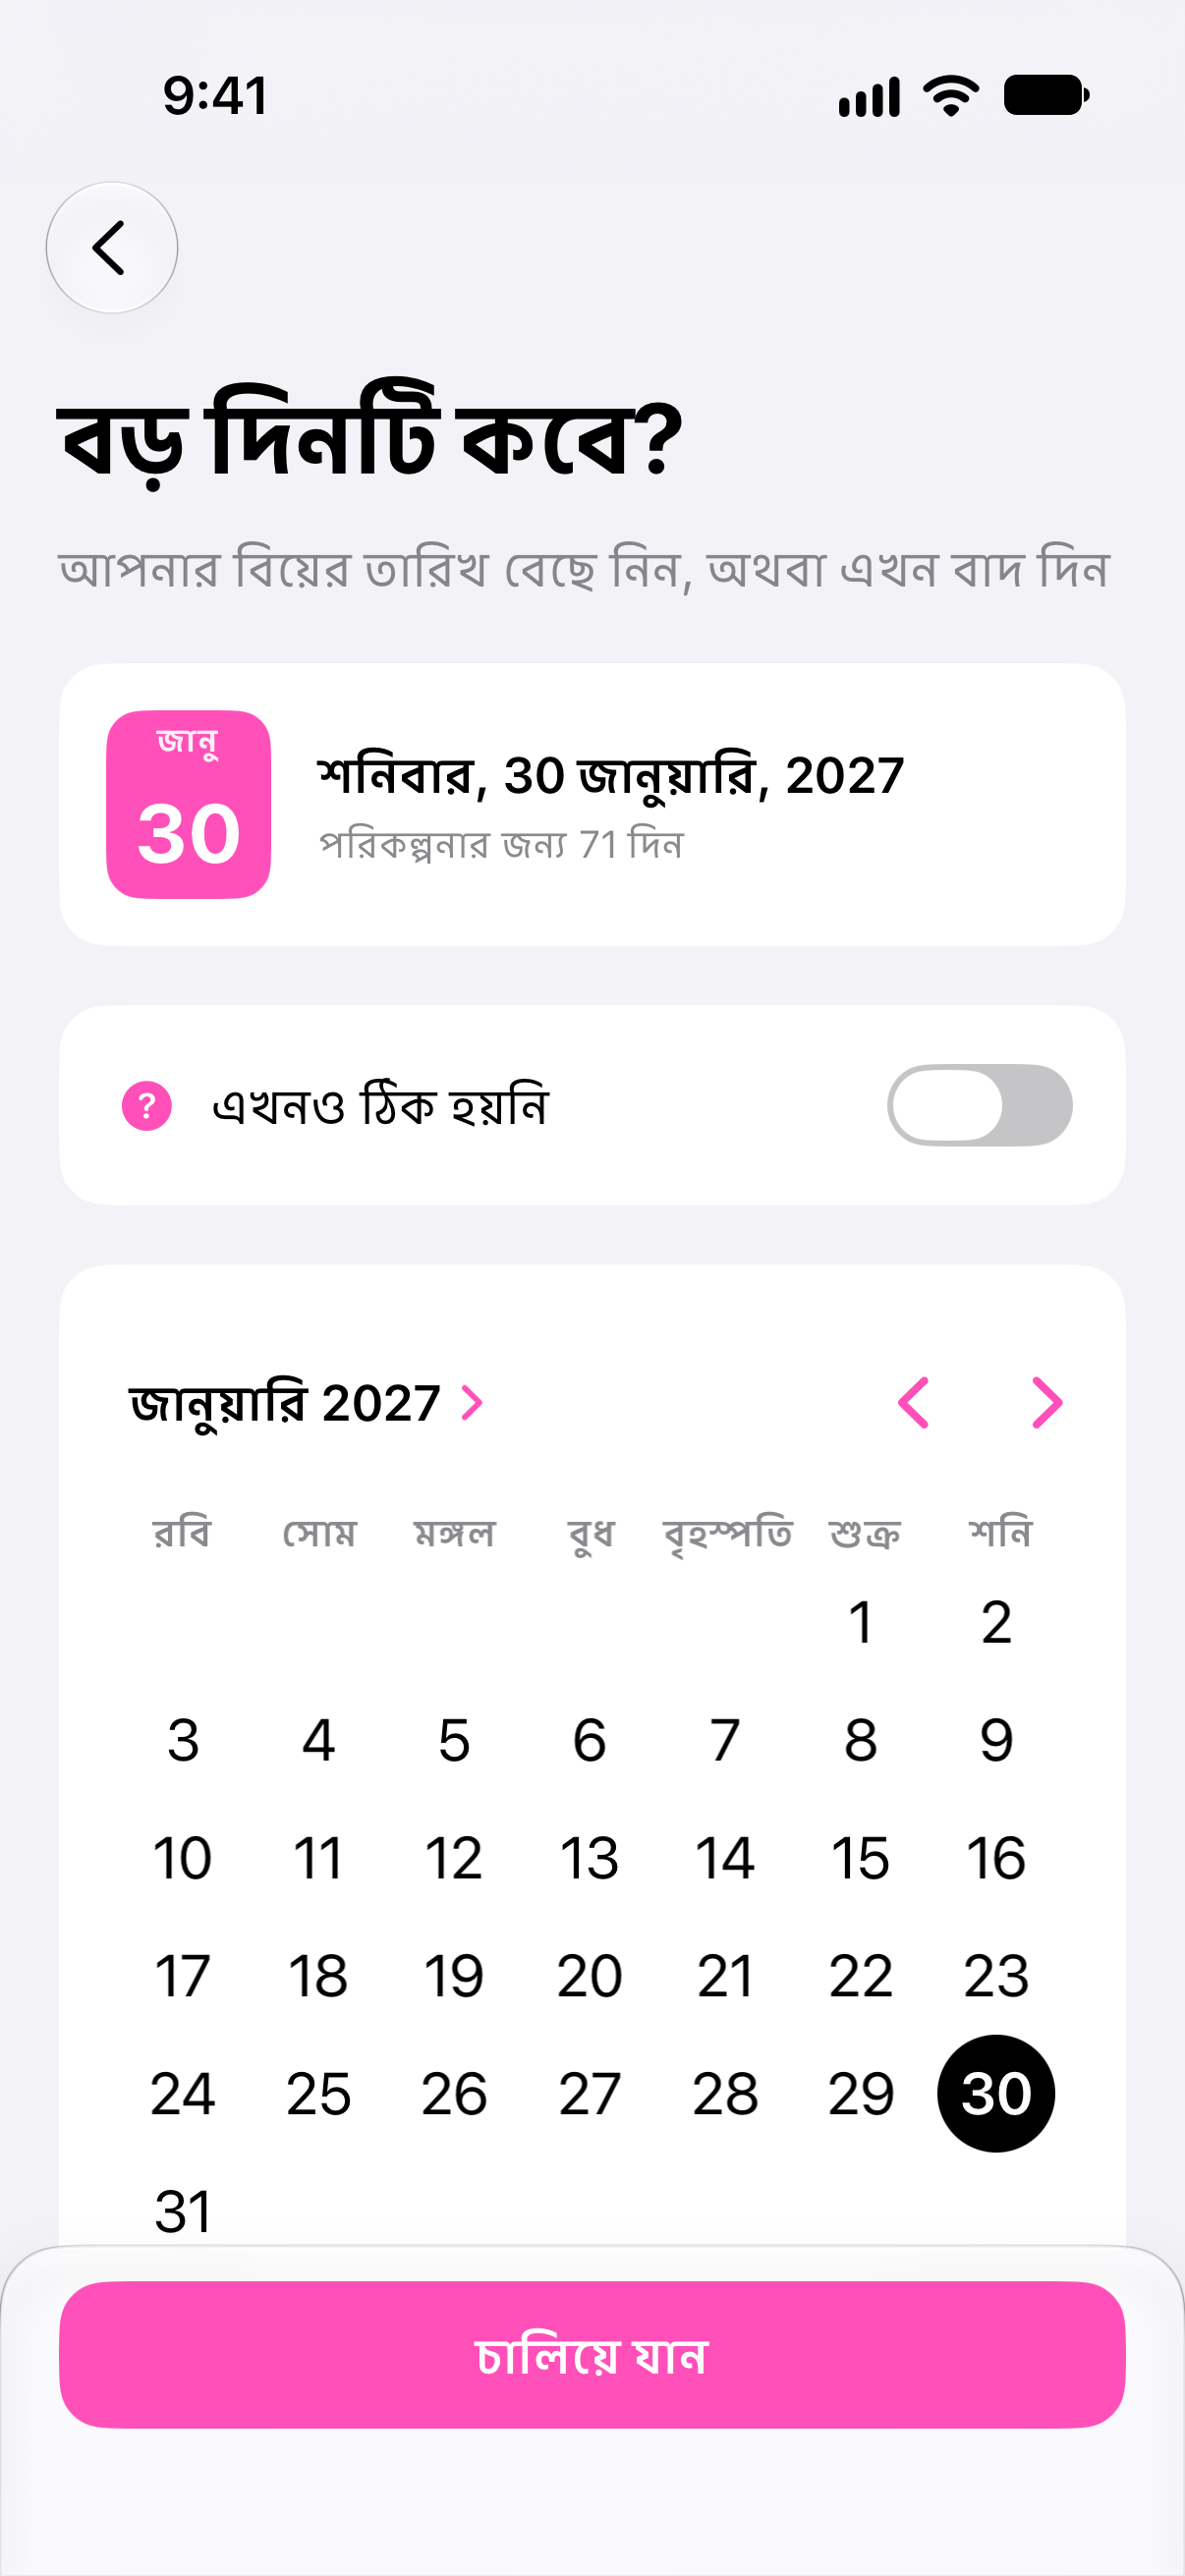 9:41
বড় দিনটি কবে?
আপনার বিয়ের তারিখ বেছে নিন, অথবা এখন বাদ দিন
জানু
30
শনিবার, 30 জানুয়ারি, 2027
পরিকল্পনার জন্য 71 দিন
? এখনও ঠিক হয়নি
জানুয়ারি 2027
রবি সোম মঙ্গল বুধ বৃহস্পতি শুক্র শনি
1 2
3 4 5 6 7 8 9
10 11 12 13 14 15 16
17 18 19 20 21 22 23
24 25 26 27 28 29 30
31
চালিয়ে যান